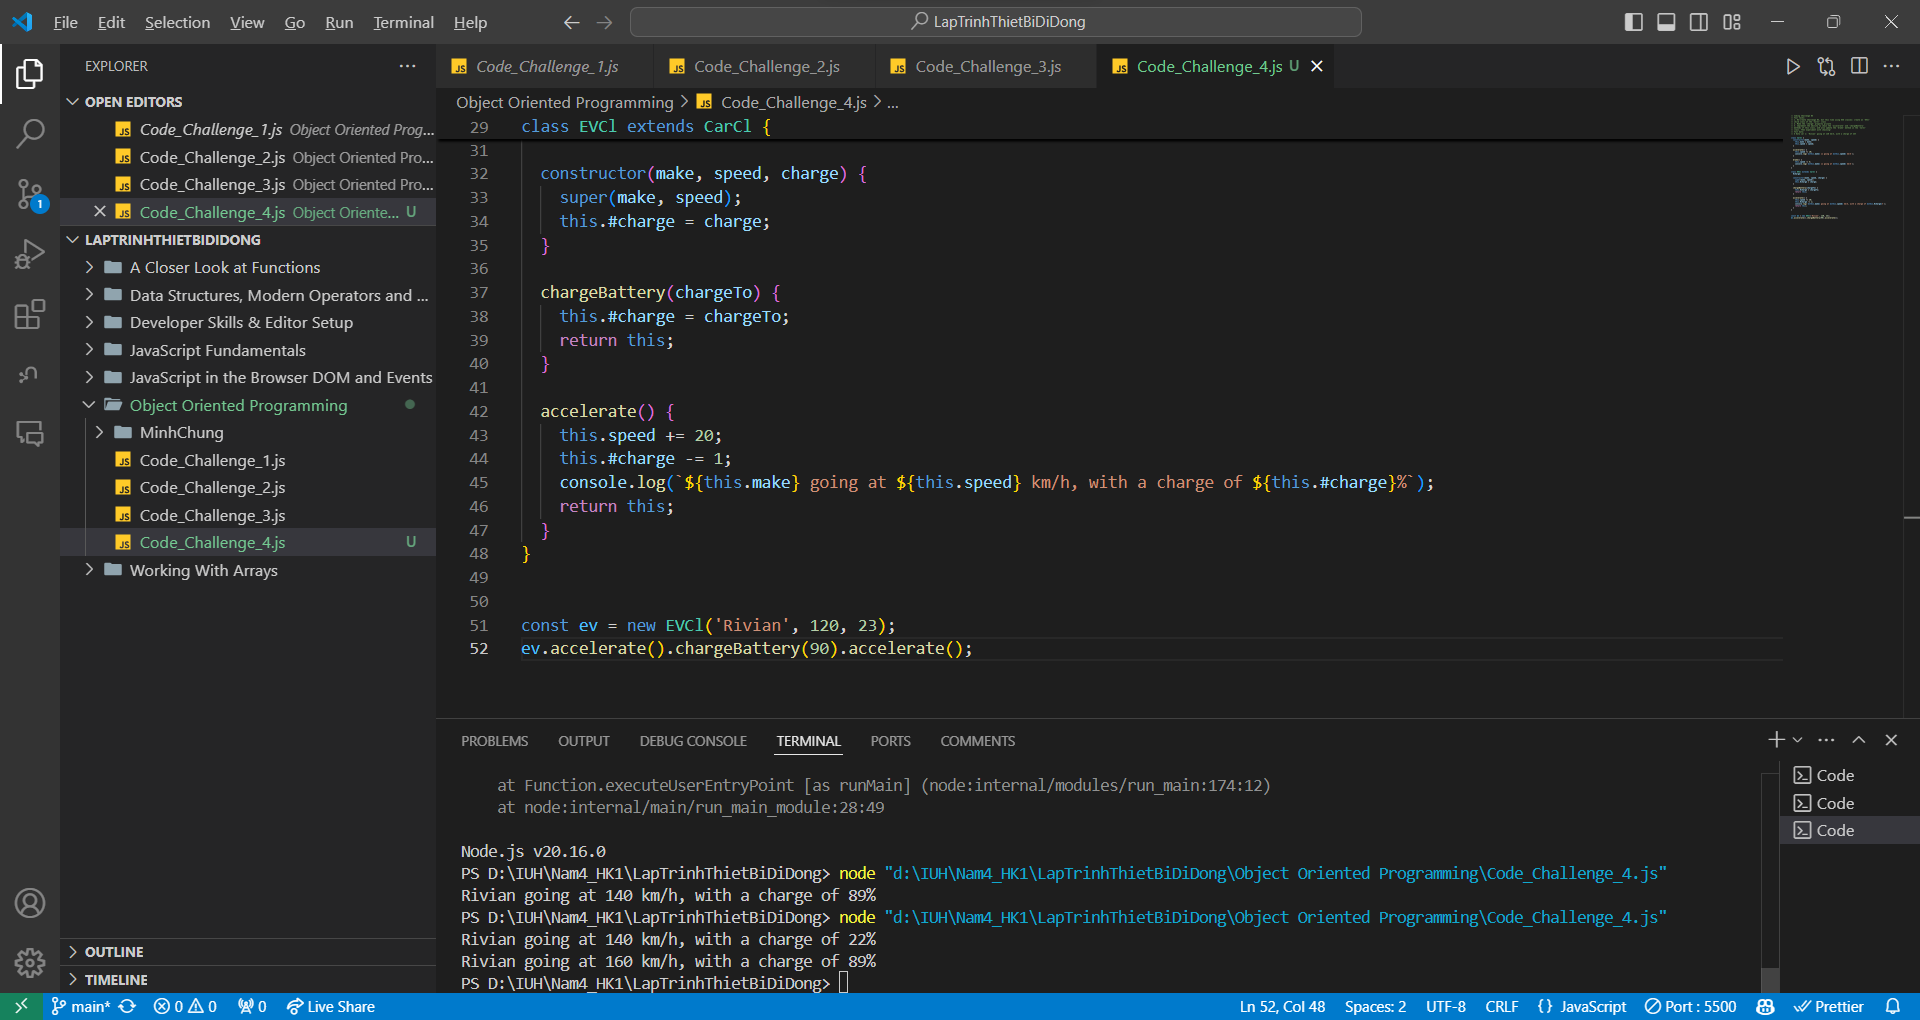 File Edit Selection View Go Run Terminal Help
LapTrinhThietBiDiDong
EXPLORER
OPEN EDITORS
Code_Challenge_1.js Object Oriented Prog...
Code_Challenge_2.js Object Oriented Pro...
Code_Challenge_3.js Object Oriented Pro...
Code_Challenge_4.js Object Oriente... U
LAPTRINHTHIETBIDIDONG
A Closer Look at Functions
Data Structures, Modern Operators and ...
Developer Skills & Editor Setup
JavaScript Fundamentals
JavaScript in the Browser DOM and Events
Object Oriented Programming
MinhChung
Code_Challenge_1.js
Code_Challenge_2.js
Code_Challenge_3.js
Code_Challenge_4.js U
Working With Arrays
OUTLINE
TIMELINE
1
Code_Challenge_1.js Code_Challenge_2.js Code_Challenge_3.js Code_Challenge_4.js U
Object Oriented Programming > JS Code_Challenge_4.js > ...
29 class EVCl extends CarCl {
31
32 constructor(make, speed, charge) {
33 super(make, speed);
34 this.#charge = charge;
35 }
36
37 chargeBattery(chargeTo) {
38 this.#charge = chargeTo;
39 return this;
40 }
41
42 accelerate() {
43 this.speed += 20;
44 this.#charge -= 1;
45 console.log(`${this.make} going at ${this.speed} km/h, with a charge of ${this.#charge}%`);
46 return this;
47 }
48 }
49
50
51 const ev = new EVCl('Rivian', 120, 23);
52 ev.accelerate().chargeBattery(90).accelerate();
PROBLEMS OUTPUT DEBUG CONSOLE TERMINAL PORTS COMMENTS
at Function.executeUserEntryPoint [as runMain] (node:internal/modules/run_main:174:12)
at node:internal/main/run_main_module:28:49
Node.js v20.16.0
PS D:\IUH\Nam4_HK1\LapTrinhThietBiDiDong> node "d:\IUH\Nam4_HK1\LapTrinhThietBiDiDong\Object Oriented Programming\Code_Challenge_4.js"
Rivian going at 140 km/h, with a charge of 89%
PS D:\IUH\Nam4_HK1\LapTrinhThietBiDiDong> node "d:\IUH\Nam4_HK1\LapTrinhThietBiDiDong\Object Oriented Programming\Code_Challenge_4.js"
Rivian going at 140 km/h, with a charge of 22%
Rivian going at 160 km/h, with a charge of 89%
PS D:\IUH\Nam4_HK1\LapTrinhThietBiDiDong>
Code
Code
Code
main* 0 0 0 Live Share Ln 52, Col 48 Spaces: 2 UTF-8 CRLF {} JavaScript Port : 5500 Prettier